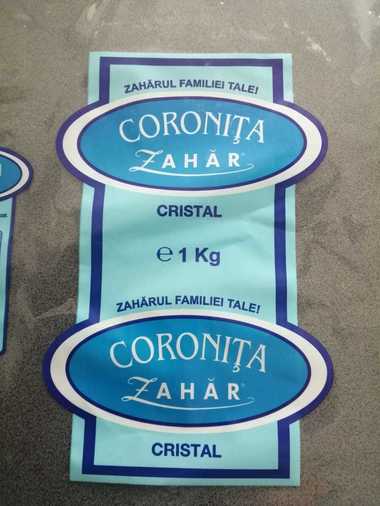 ZAHĂRUL FAMILIEI TALE!
CORONIȚA
ZAHĂR
CRISTAL
℮ 1 Kg
ZAHĂRUL FAMILIEI TALE!
CORONIȚA
ZAHĂR
CRISTAL